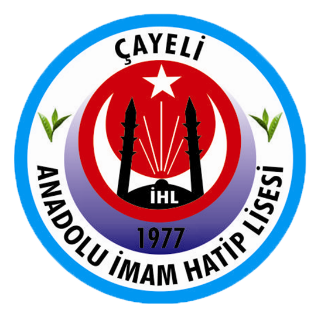 ÇAYELİ
İHL
1977
ANADOLU İMAM HATİP LİSESİ